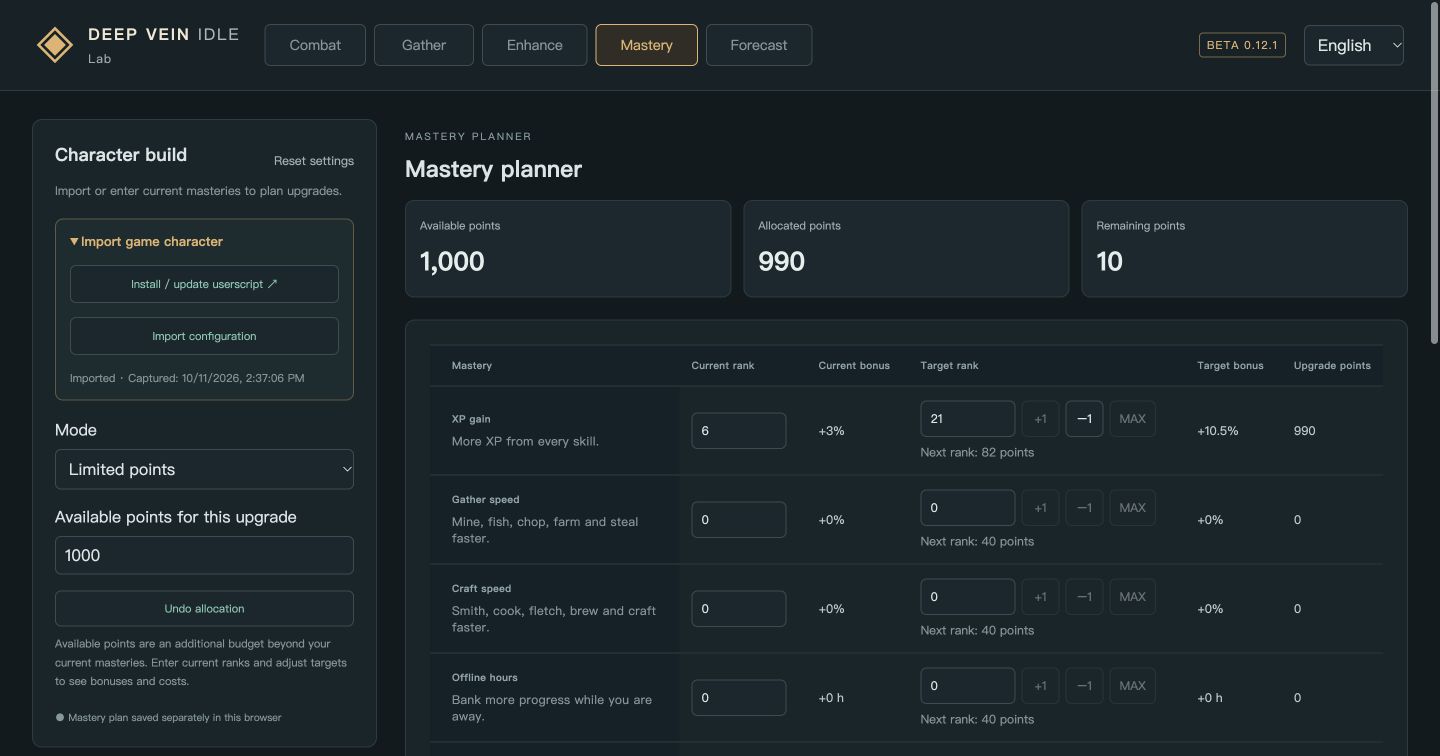 DEEP VEIN IDLE
Lab
Combat
Gather
Enhance
Mastery
Forecast
BETA 0.12.1
English
Character build
Reset settings
Import or enter current masteries to plan upgrades.
▼Import game character
Install / update userscript ↗
Import configuration
Imported · Captured: 10/11/2026, 2:37:06 PM
Mode
Limited points
Available points for this upgrade
1000
Undo allocation
Available points are an additional budget beyond your
current masteries. Enter current ranks and adjust targets
to see bonuses and costs.
Mastery plan saved separately in this browser
MASTERY PLANNER
Mastery planner
Available points
1,000
Allocated points
990
Remaining points
10
Mastery Current rank Current bonus Target rank Target bonus Upgrade points
XP gain
More XP from every skill.
6
+3%
21 +1 −1 MAX
Next rank: 82 points
+10.5%
990
Gather speed
Mine, fish, chop, farm and steal
faster.
0
+0%
0 +1 −1 MAX
Next rank: 40 points
+0%
0
Craft speed
Smith, cook, fletch, brew and craft
faster.
0
+0%
0 +1 −1 MAX
Next rank: 40 points
+0%
0
Offline hours
Bank more progress while you are
away.
0
+0 h
0 +1 −1 MAX
Next rank: 40 points
+0 h
0